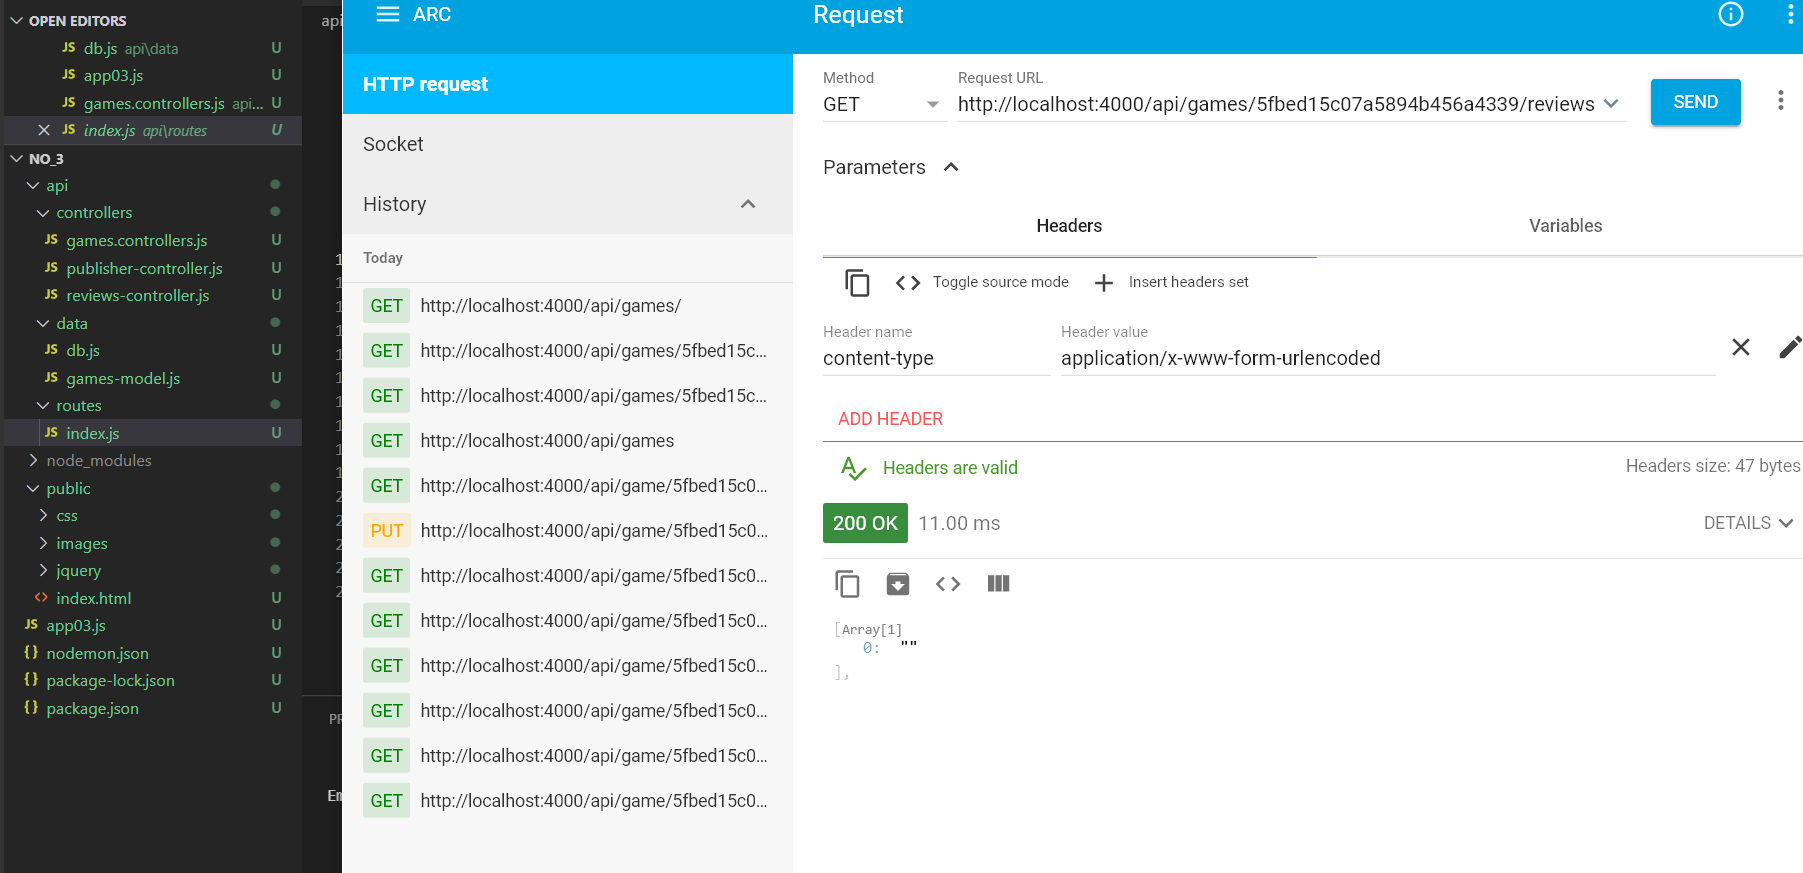 OPEN EDITORS
JS db.js api\data U
JS app03.js U
JS games.controllers.js api... U
JS index.js api\routes U
NO_3
api
controllers
JS games.controllers.js U
JS publisher-controller.js U
JS reviews-controller.js U
data
JS db.js U
JS games-model.js U
routes
JS index.js U
node_modules
public
css
images
jquery
<> index.html U
JS app03.js U
{} nodemon.json U
{} package-lock.json U
{} package.json U
api
ARC
HTTP request
Socket
History
Today
GET http://localhost:4000/api/games/
GET http://localhost:4000/api/games/5fbed15c...
GET http://localhost:4000/api/games/5fbed15c...
GET http://localhost:4000/api/games
GET http://localhost:4000/api/game/5fbed15c0...
PUT http://localhost:4000/api/game/5fbed15c0...
GET http://localhost:4000/api/game/5fbed15c0...
GET http://localhost:4000/api/game/5fbed15c0...
GET http://localhost:4000/api/game/5fbed15c0...
GET http://localhost:4000/api/game/5fbed15c0...
GET http://localhost:4000/api/game/5fbed15c0...
GET http://localhost:4000/api/game/5fbed15c0...
Request
Method
GET
Request URL
http://localhost:4000/api/games/5fbed15c07a5894b456a4339/reviews
SEND
Parameters
Headers Variables
Toggle source mode Insert headers set
Header name Header value
content-type application/x-www-form-urlencoded
ADD HEADER
Headers are valid Headers size: 47 bytes
200 OK 11.00 ms DETAILS
[Array[1]
0: ""
],